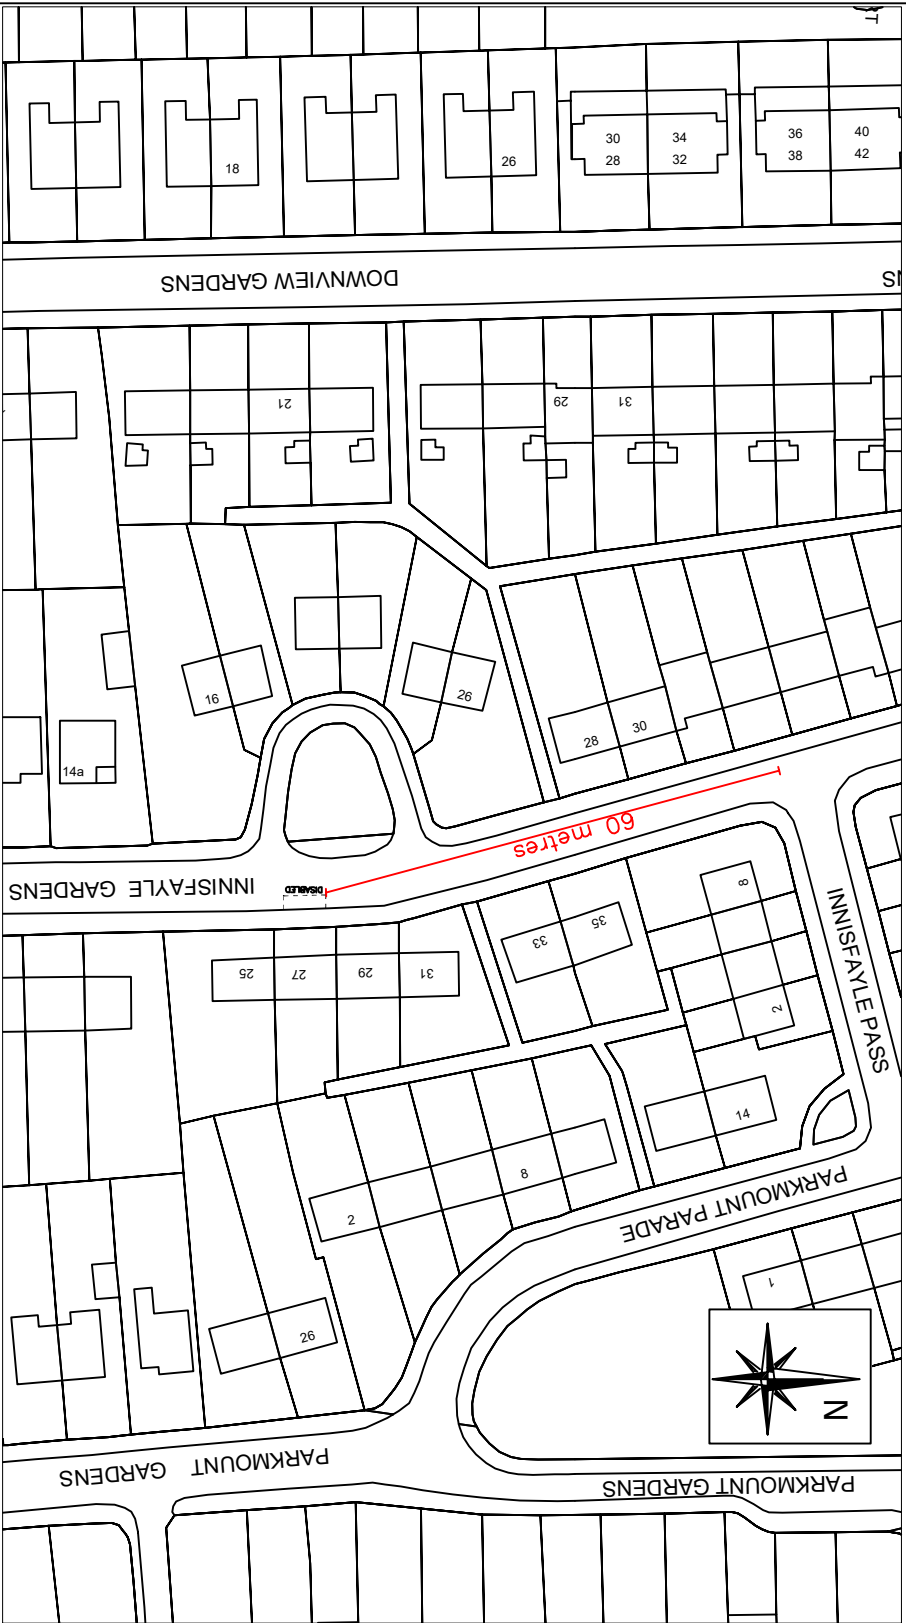 T
30 34 36 40
28 32 38 42
18
26
DOWNVIEW GARDENS
NS
21
29
31
16
26
28
30
14a
60 metres
INNISFAYLE GARDENS
DISABLED
8
35
33
INNISFAYLE PASS
25
27
29
31
2
14
8
2
PARKMOUNT PARADE
1
26
N
PARKMOUNT GARDENS
PARKMOUNT GARDENS